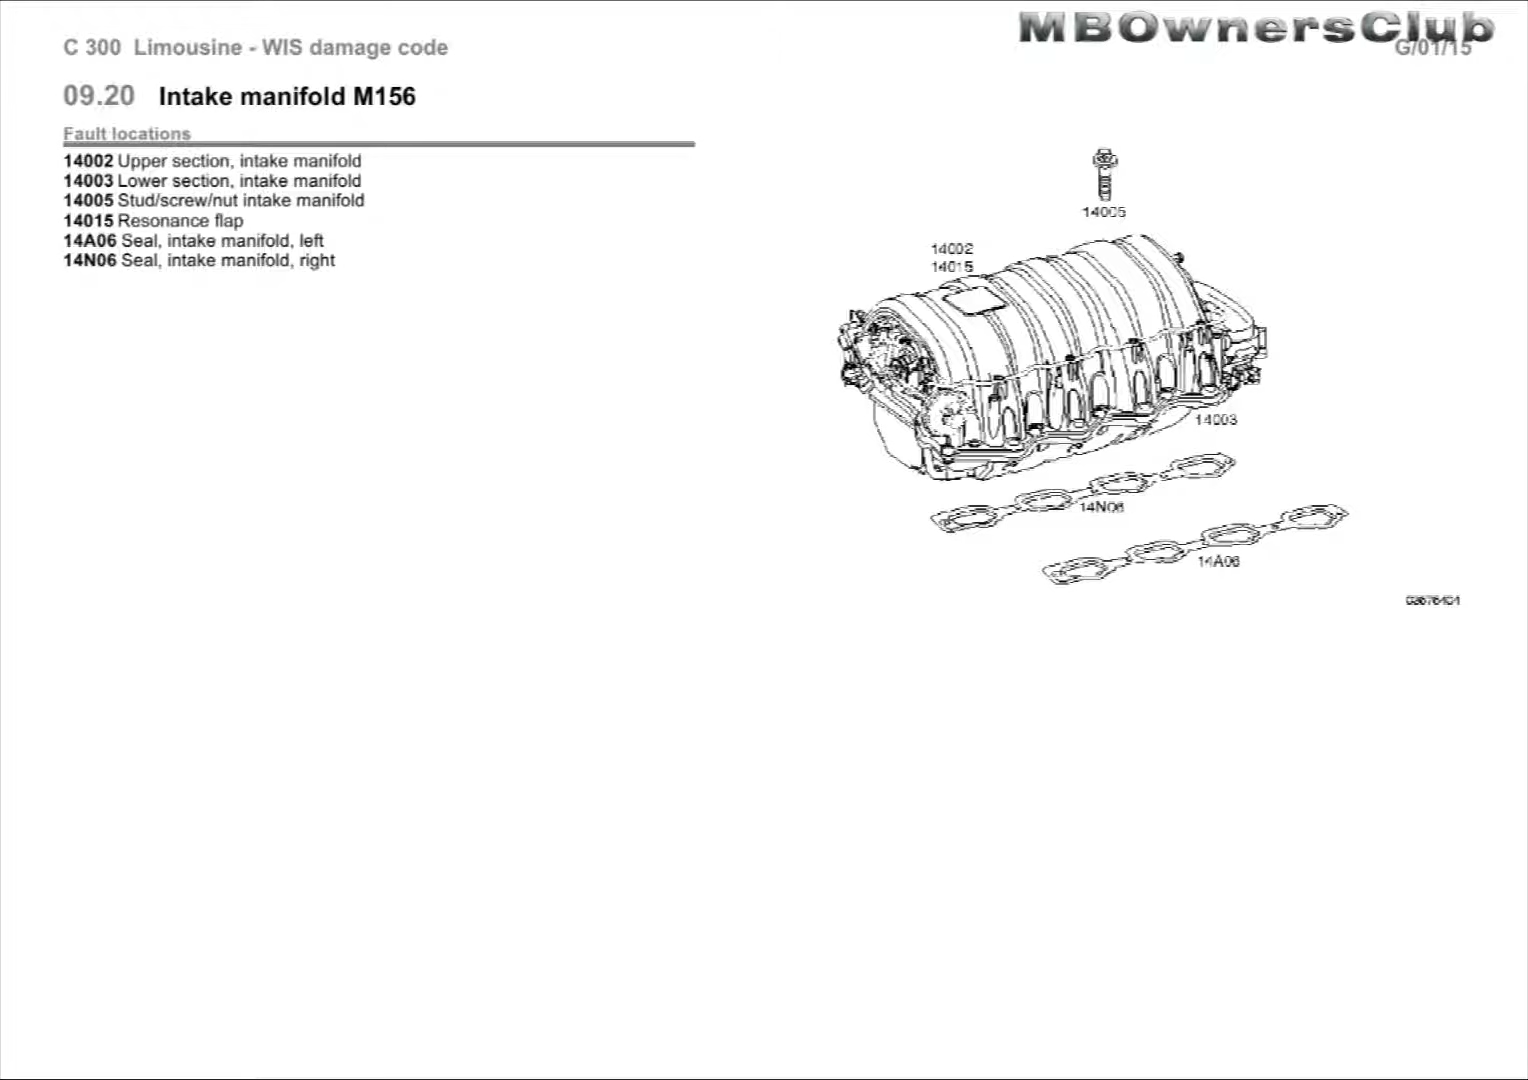 MBOwnersClub
C 300 Limousine - WIS damage code
G/01/15
09.20 Intake manifold M156
Fault locations
14002 Upper section, intake manifold
14003 Lower section, intake manifold
14005 Stud/screw/nut intake manifold
14015 Resonance flap
14A06 Seal, intake manifold, left
14N06 Seal, intake manifold, right
14005
14002
14015
14003
14N06
14A06